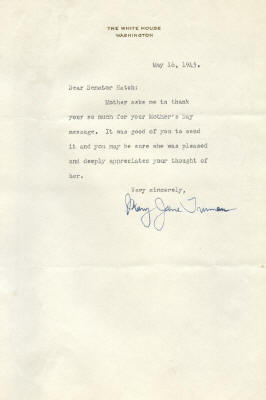 THE WHITE HOUSE
WASHINGTON
May 16, 1945.
Dear Senator Hatch:
Mother asks me to thank
your so much for your Mother's Day
message. It was good of you to send
it and you may be sure she was pleased
and deeply appreciates your thought of
her.
Very sincerely,
Mary Jane Truman